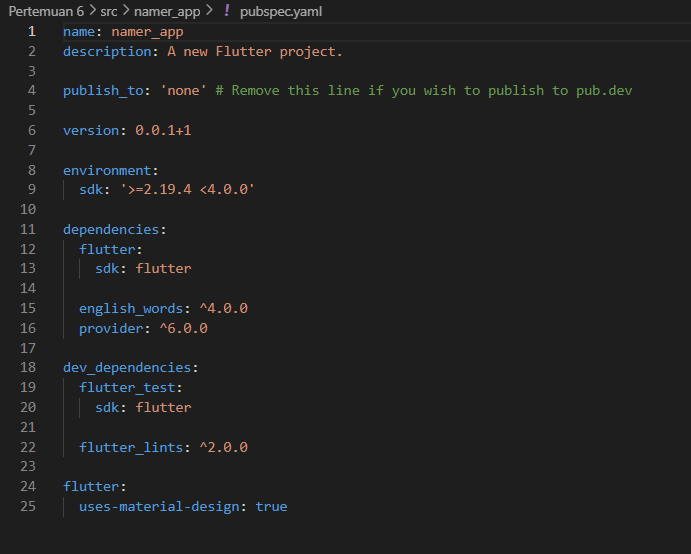 Pertemuan 6 > src > namer_app > ! pubspec.yaml
1 name: namer_app
2 description: A new Flutter project.
3
4 publish_to: 'none' # Remove this line if you wish to publish to pub.dev
5
6 version: 0.0.1+1
7
8 environment:
9   sdk: '>=2.19.4 <4.0.0'
10
11 dependencies:
12   flutter:
13     sdk: flutter
14
15   english_words: ^4.0.0
16   provider: ^6.0.0
17
18 dev_dependencies:
19   flutter_test:
20     sdk: flutter
21
22   flutter_lints: ^2.0.0
23
24 flutter:
25   uses-material-design: true